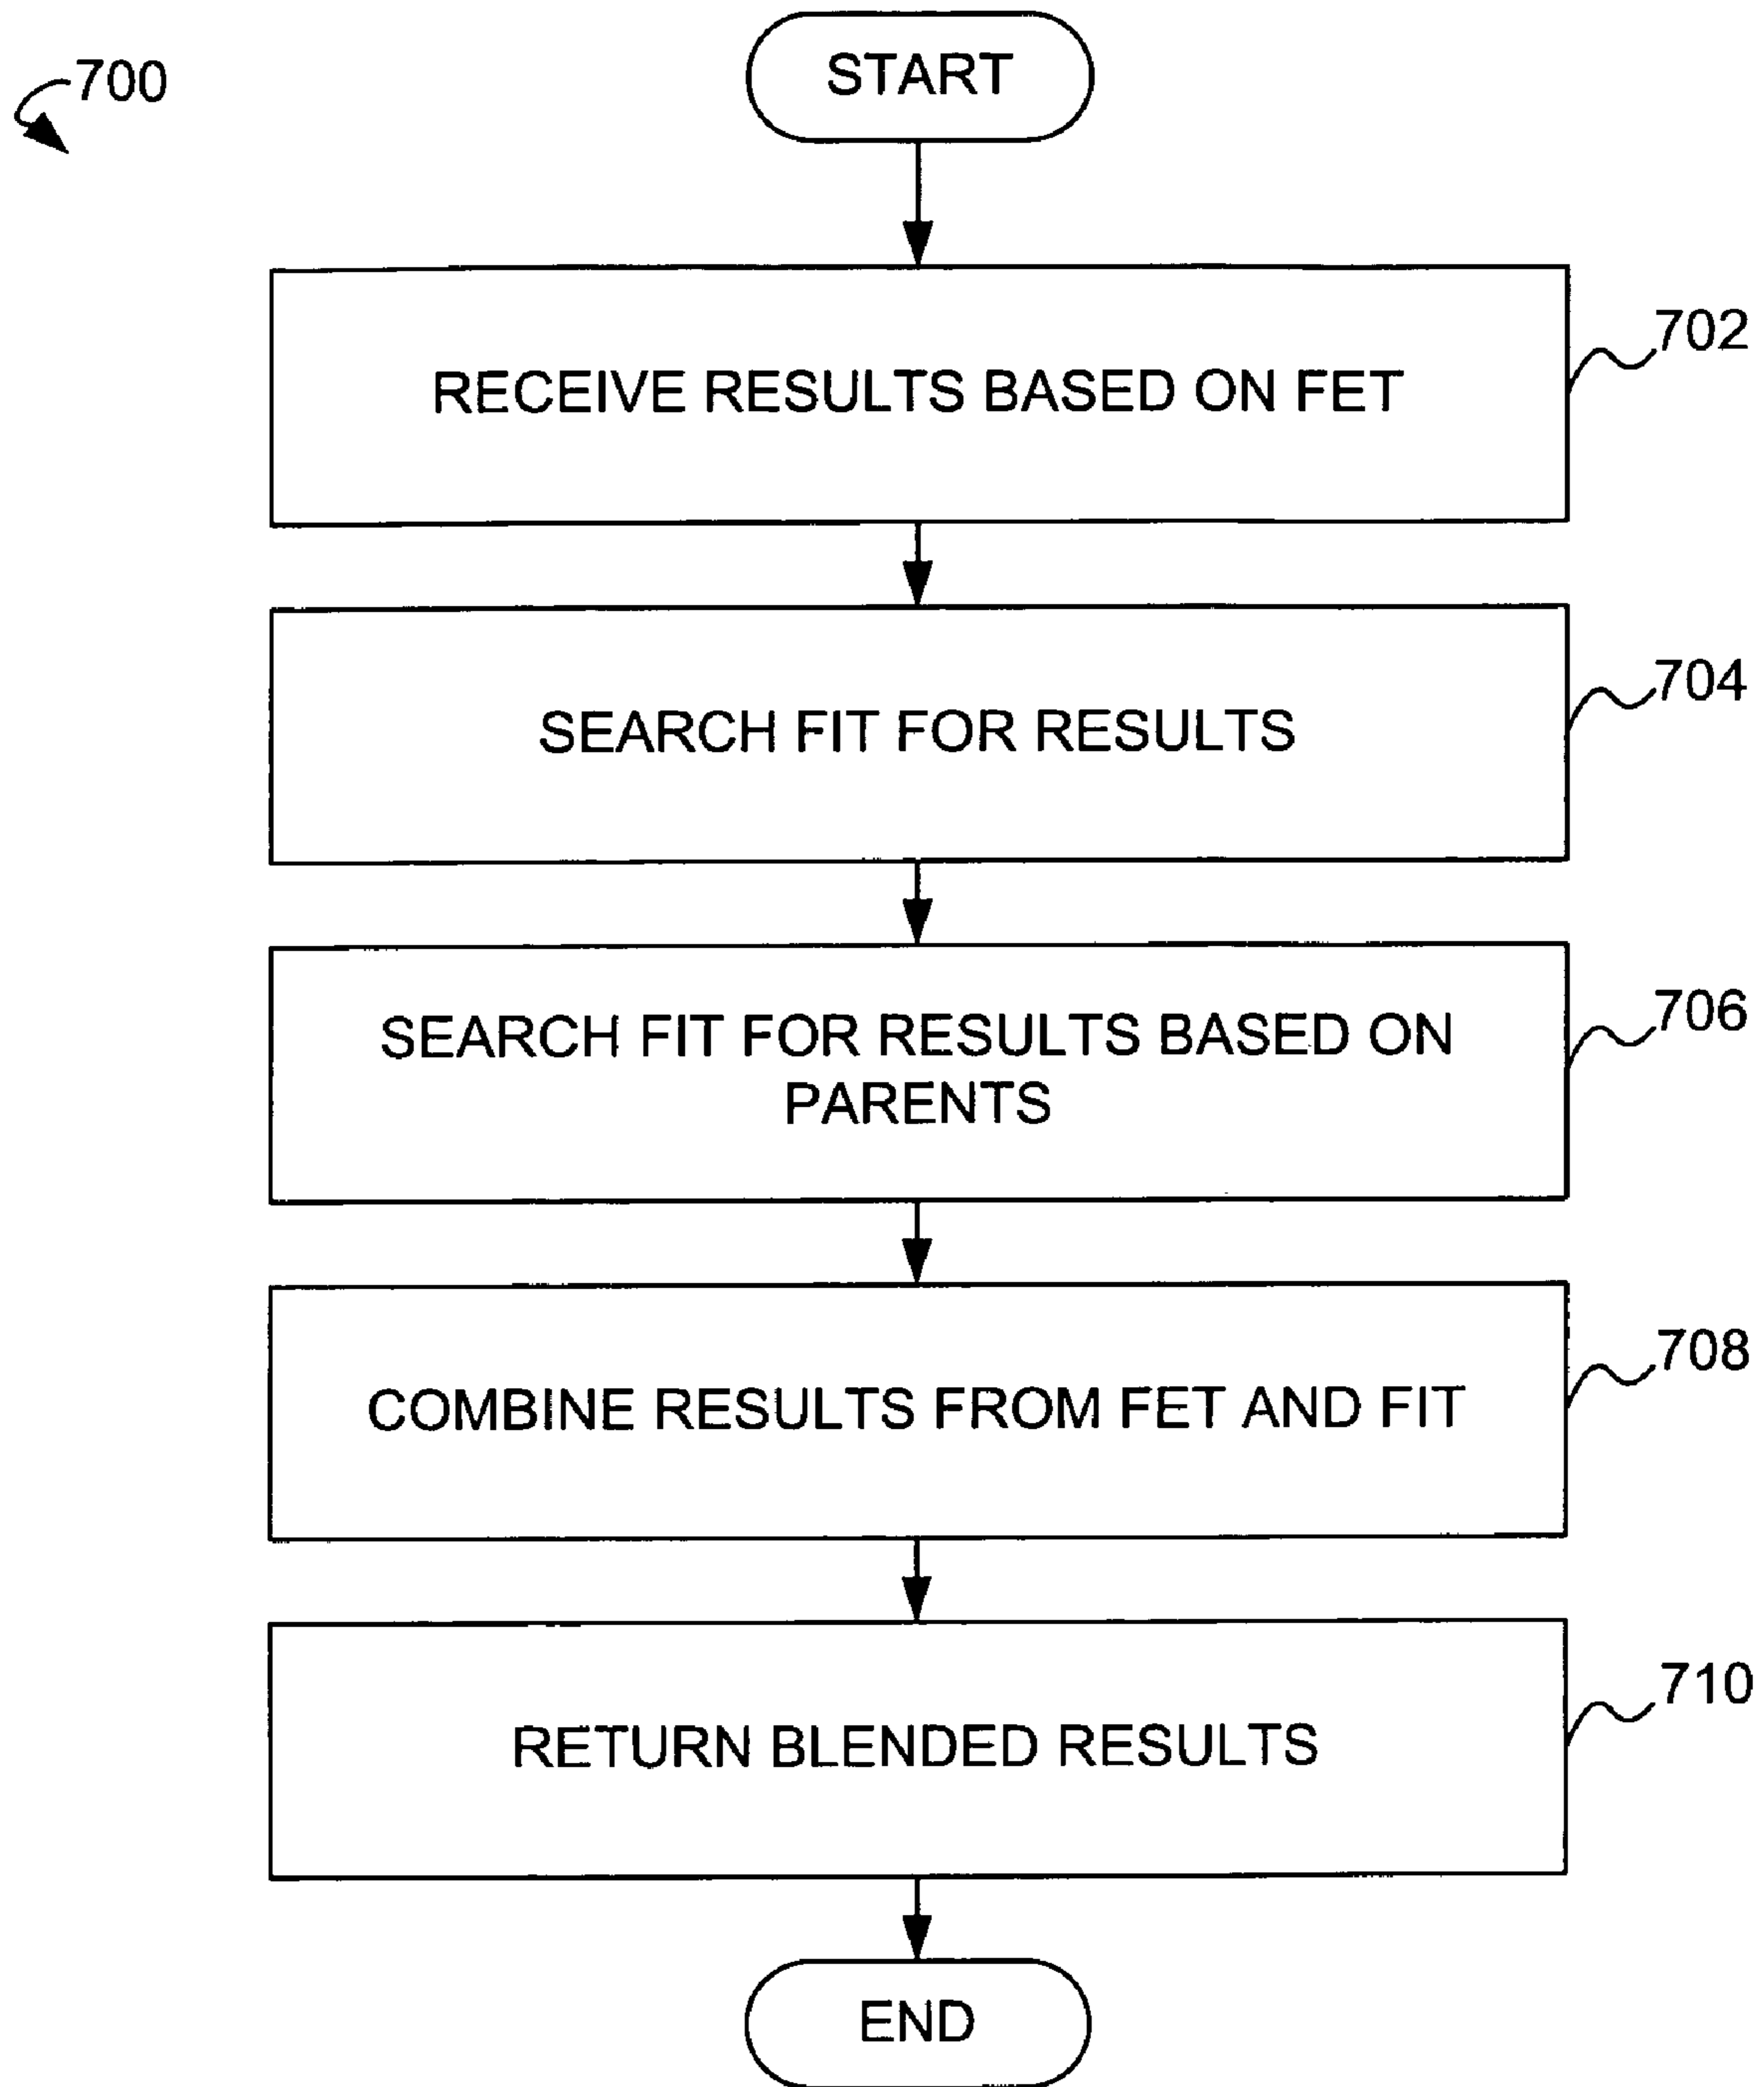 700
START
RECEIVE RESULTS BASED ON FET
702
SEARCH FIT FOR RESULTS
704
SEARCH FIT FOR RESULTS BASED ON
PARENTS
706
COMBINE RESULTS FROM FET AND FIT
708
RETURN BLENDED RESULTS
710
END